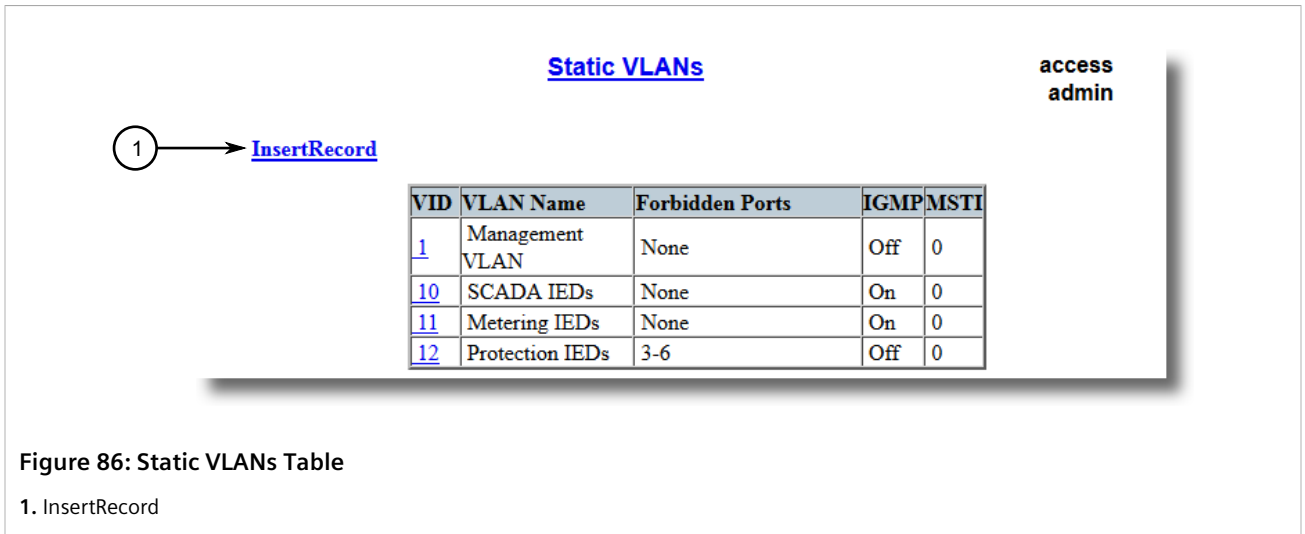 Static VLANs
access
admin
1
InsertRecord
VID VLAN Name Forbidden Ports IGMP MSTI
1 Management VLAN None Off 0
10 SCADA IEDs None On 0
11 Metering IEDs None On 0
12 Protection IEDs 3-6 Off 0
Figure 86: Static VLANs Table
1. InsertRecord